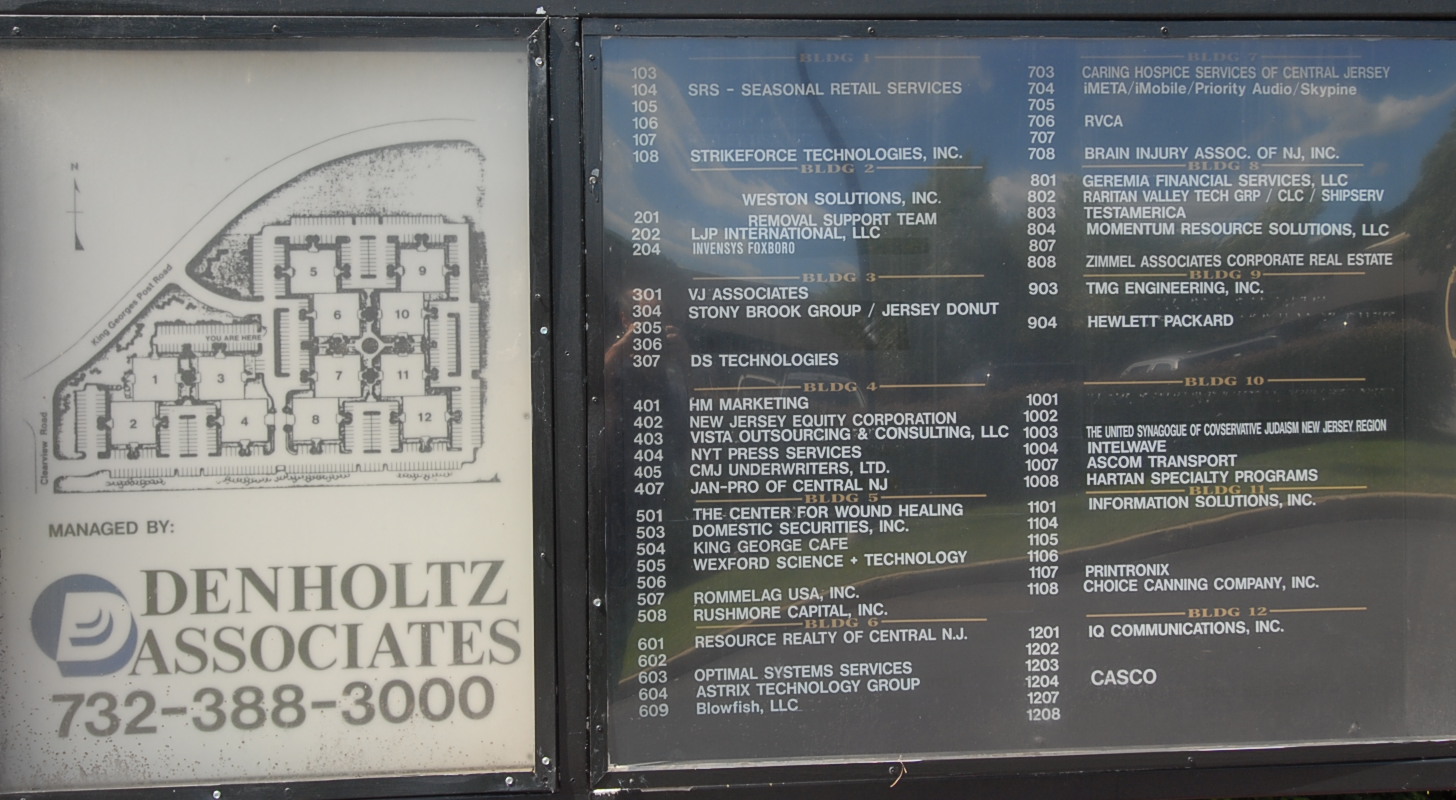 N
King Georges Post Road
YOU ARE HERE
Clearview Road
5
9
6
10
1
3
7
11
2
4
8
12
MANAGED BY:
DENHOLTZ
ASSOCIATES
732-388-3000
BLDG 1
103
104 SRS - SEASONAL RETAIL SERVICES
105
106
107
108 STRIKEFORCE TECHNOLOGIES, INC.
BLDG 2
WESTON SOLUTIONS, INC.
201 REMOVAL SUPPORT TEAM
202 LJP INTERNATIONAL, LLC
204 INVENSYS FOXBORO
BLDG 3
301 VJ ASSOCIATES
304 STONY BROOK GROUP / JERSEY DONUT
305
306
307 DS TECHNOLOGIES
BLDG 4
401 HM MARKETING
402 NEW JERSEY EQUITY CORPORATION
403 VISTA OUTSOURCING & CONSULTING, LLC
404 NYT PRESS SERVICES
405 CMJ UNDERWRITERS, LTD.
407 JAN-PRO OF CENTRAL NJ
BLDG 5
501 THE CENTER FOR WOUND HEALING
503 DOMESTIC SECURITIES, INC.
504 KING GEORGE CAFE
505 WEXFORD SCIENCE + TECHNOLOGY
506
507 ROMMELAG USA, INC.
508 RUSHMORE CAPITAL, INC.
BLDG 6
601 RESOURCE REALTY OF CENTRAL N.J.
602
603 OPTIMAL SYSTEMS SERVICES
604 ASTRIX TECHNOLOGY GROUP
609 Blowfish, LLC
BLDG 7
703 CARING HOSPICE SERVICES OF CENTRAL JERSEY
704 iMETA/iMobile/Priority Audio/Skypine
705
706 RVCA
707
708 BRAIN INJURY ASSOC. OF NJ, INC.
BLDG 8
801 GEREMIA FINANCIAL SERVICES, LLC
802 RARITAN VALLEY TECH GRP / CLC / SHIPSERV
803 TESTAMERICA
804 MOMENTUM RESOURCE SOLUTIONS, LLC
807
808 ZIMMEL ASSOCIATES CORPORATE REAL ESTATE
BLDG 9
903 TMG ENGINEERING, INC.
904 HEWLETT PACKARD
BLDG 10
1001
1002
1003 THE UNITED SYNAGOGUE OF COVSERVATIVE JUDAISM NEW JERSEY REGION
1004 INTELWAVE
1007 ASCOM TRANSPORT
1008 HARTAN SPECIALTY PROGRAMS
BLDG 11
1101 INFORMATION SOLUTIONS, INC.
1104
1105
1106
1107 PRINTRONIX
1108 CHOICE CANNING COMPANY, INC.
BLDG 12
1201 IQ COMMUNICATIONS, INC.
1202
1203
1204 CASCO
1207
1208